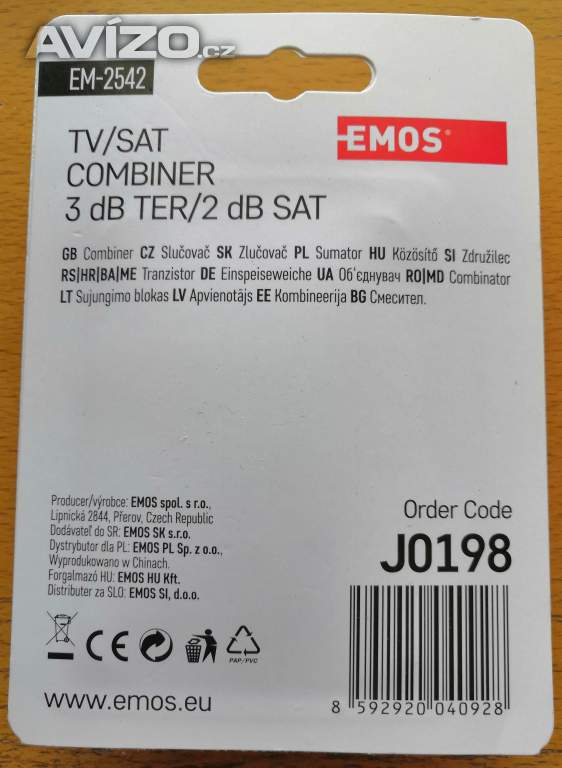 AVÍZO.cz
EM-2542
TV/SAT
COMBINER
3 dB TER/2 dB SAT
EMOS®
GB Combiner CZ Slučovač SK Zlučovač PL Sumator HU Közösítő SI Združilec
RS|HR|BA|ME Tranzistor DE Einspeiseweiche UA Об'єднувач RO|MD Combinator
LT Sujungimo blokas LV Apvienotājs EE Kombineerija BG Смесител.
Producer/výrobce: EMOS spol. s r.o.,
Lipnická 2844, Přerov, Czech Republic
Dodávateľ do SR: EMOS SK s.r.o.
Dystrybutor dla PL: EMOS PL Sp. z o.o.,
Wyprodukowano w Chinach.
Forgalmazó HU: EMOS HU Kft.
Distributer za SLO: EMOS SI, d.o.o.
Order Code
J0198
CE
PAP/PVC
www.emos.eu
8 592920 040928